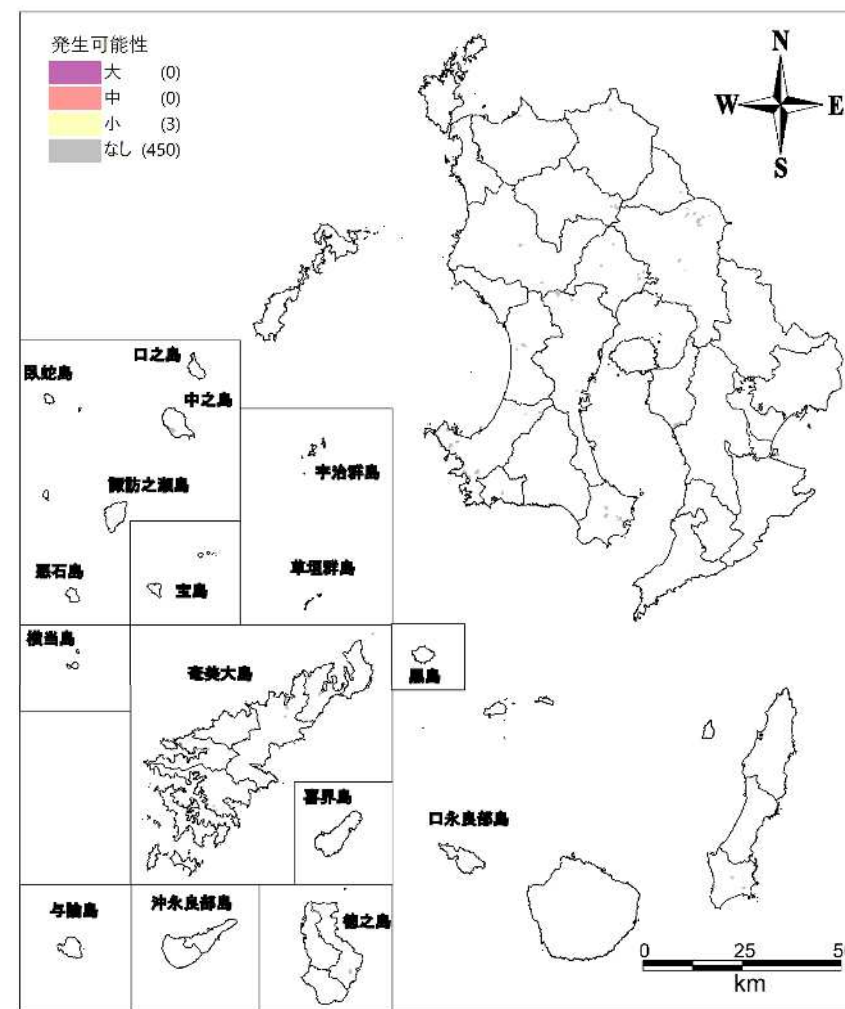 発生可能性
大 (0)
中 (0)
小 (3)
なし (450)
N
W E
S
口之島
臥蛇島
中之島
宇治群島
諏訪之瀬島
悪石島
宝島
草垣群島
横当島
奄美大島
黒島
喜界島
口永良部島
与論島
沖永良部島
徳之島
0 25 50
km